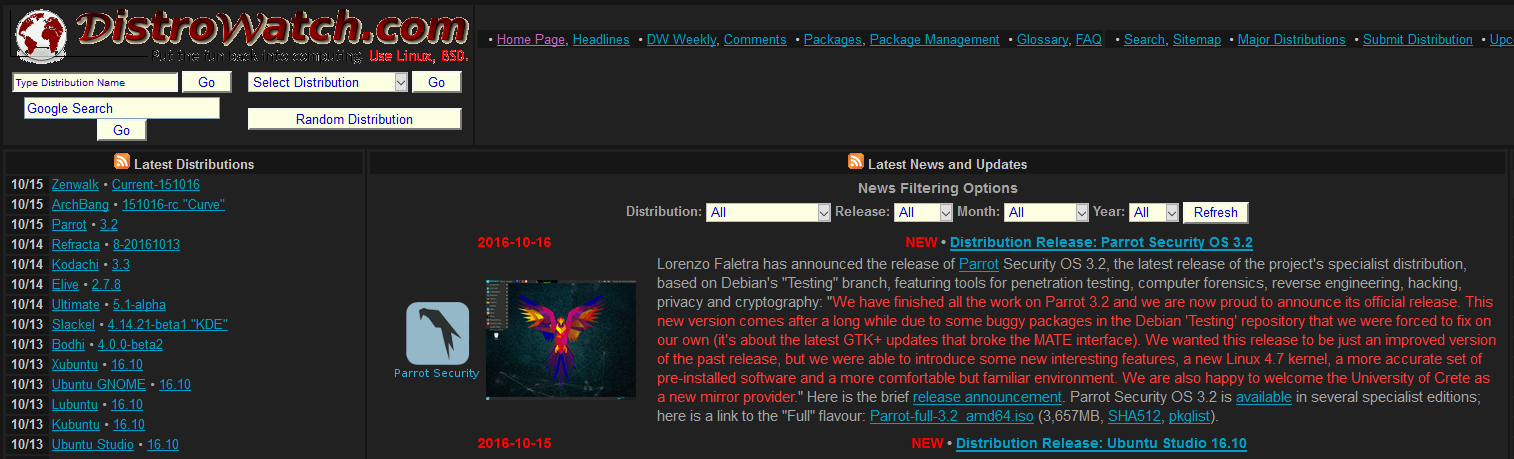 DistroWatch.com
Put the fun back into computing. Use Linux, BSD.
• Home Page, Headlines • DW Weekly, Comments • Packages, Package Management • Glossary, FAQ • Search, Sitemap • Major Distributions • Submit Distribution • Upc
Type Distribution Name Go Select Distribution Go
Google Search
Go
Random Distribution
Latest Distributions
10/15 Zenwalk • Current-151016
10/15 ArchBang • 151016-rc "Curve"
10/15 Parrot • 3.2
10/14 Refracta • 8-20161013
10/14 Kodachi • 3.3
10/14 Elive • 2.7.8
10/14 Ultimate • 5.1-alpha
10/13 Slackel • 4.14.21-beta1 "KDE"
10/13 Bodhi • 4.0.0-beta2
10/13 Xubuntu • 16.10
10/13 Ubuntu GNOME • 16.10
10/13 Lubuntu • 16.10
10/13 Kubuntu • 16.10
10/13 Ubuntu Studio • 16.10
Latest News and Updates
News Filtering Options
Distribution: All Release: All Month: All Year: All Refresh
2016-10-16 NEW • Distribution Release: Parrot Security OS 3.2
Parrot Security
Lorenzo Faletra has announced the release of Parrot Security OS 3.2, the latest release of the project's specialist distribution,
based on Debian's "Testing" branch, featuring tools for penetration testing, computer forensics, reverse engineering, hacking,
privacy and cryptography: "We have finished all the work on Parrot 3.2 and we are now proud to announce its official release. This
new version comes after a long while due to some buggy packages in the Debian 'Testing' repository that we were forced to fix on
our own (it's about the latest GTK+ updates that broke the MATE interface). We wanted this release to be just an improved version
of the past release, but we were able to introduce some new interesting features, a new Linux 4.7 kernel, a more accurate set of
pre-installed software and a more comfortable but familiar environment. We are also happy to welcome the University of Crete as
a new mirror provider." Here is the brief release announcement. Parrot Security OS 3.2 is available in several specialist editions;
here is a link to the "Full" flavour: Parrot-full-3.2_amd64.iso (3,657MB, SHA512, pkglist).
2016-10-15 NEW • Distribution Release: Ubuntu Studio 16.10